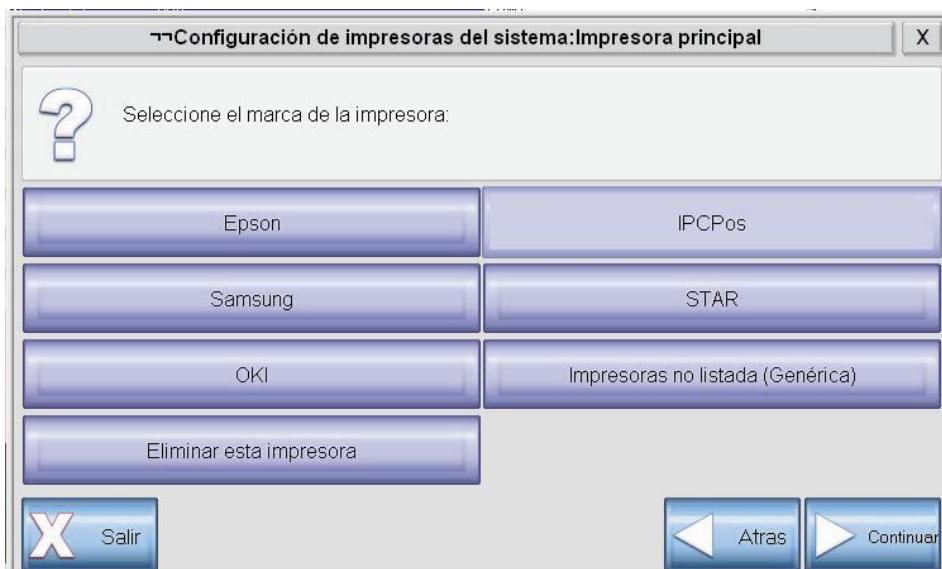 ¬¬Configuración de impresoras del sistema:Impresora principal X
Seleccione el marca de la impresora:
Epson IPCPos
Samsung STAR
OKI Impresoras no listada (Genérica)
Eliminar esta impresora
Salir Atras Continuar